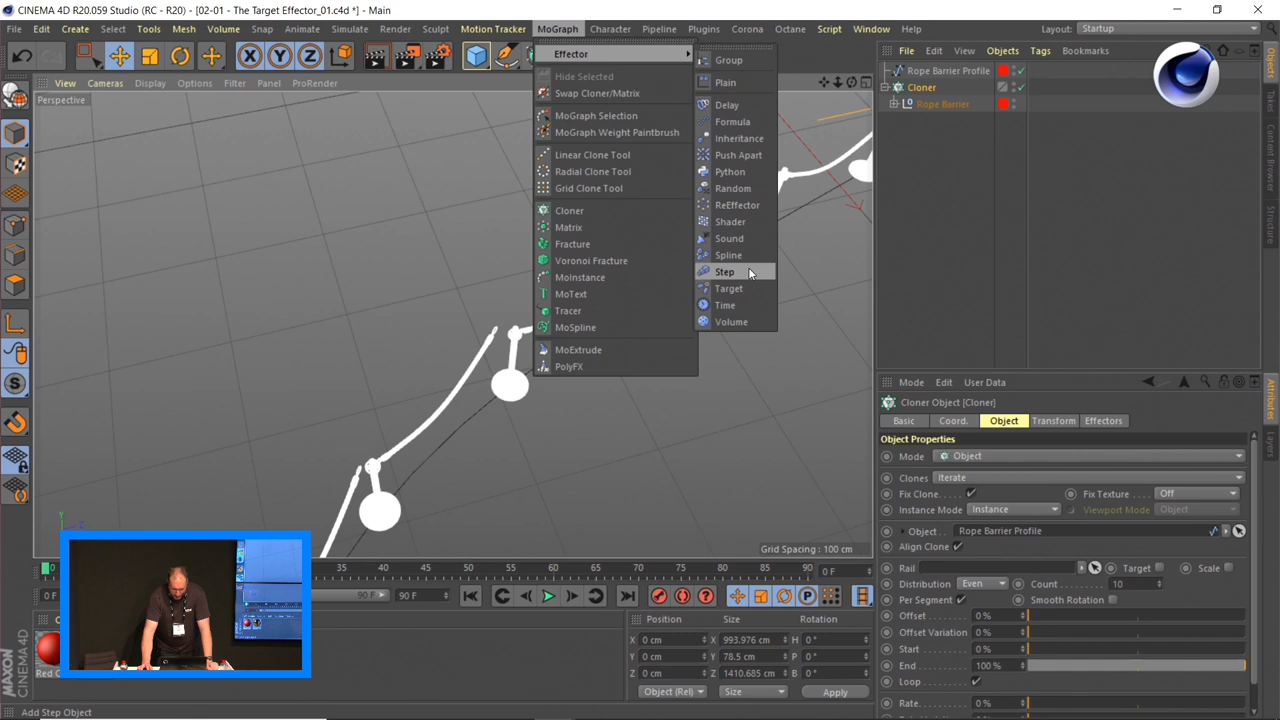 CINEMA 4D R20.059 Studio (RC - R20) - [02-01 - The Target Effector_01.c4d *] - Main
File Edit Create Select Tools Mesh Volume Snap Animate Simulate Render Sculpt Motion Tracker MoGraph Character Pipeline Plugins Corona Octane Script Window Layout: Startup
File Edit View Objects Tags Bookmarks
View Cameras Display Options Filter Panel
Perspective
Effector
Hide Selected
Swap Cloner/Matrix
MoGraph Selection
MoGraph Weight Paintbrush
Linear Clone Tool
Radial Clone Tool
Grid Clone Tool
Cloner
Matrix
Fracture
Voronoi Fracture
MoInstance
MoText
Tracer
MoSpline
MoExtrude
PolyFX
Group
Plain
Delay
Formula
Inheritance
Push Apart
Python
Random
ReEffector
Shader
Sound
Spline
Step
Target
Time
Volume
Rope Barrier Profile
Cloner
Rope Barrier
Objects
Takes
Content Browser
Structure
Mode Edit User Data
Cloner Object [Cloner]
Basic Coord. Object Transform Effectors
Object Properties
Mode Object
Clones Iterate
Fix Clone Fix Texture Off
Instance Mode Instance Viewport Mode Object
Object Rope Barrier Profile
Align Clone
Rail Target Scale
Distribution Even Count 10
Per Segment Smooth Rotation
Offset 0 %
Offset Variation 0 %
Start 0 %
End 100 %
Loop
Rate 0 %
Attributes
Layers
Grid Spacing : 100 cm
35 40 45 50 55 60 65 70 75 80 85 90 0 F
0 F 90 F 90 F
Position Size Rotation
X 0 cm X 993.976 cm H 0 °
Y 0 cm Y 78.5 cm P 0 °
Z 0 cm Z 1410.685 cm B 0 °
Object (Rel) Size Apply
MAXON
CINEMA 4D
Add Step Object